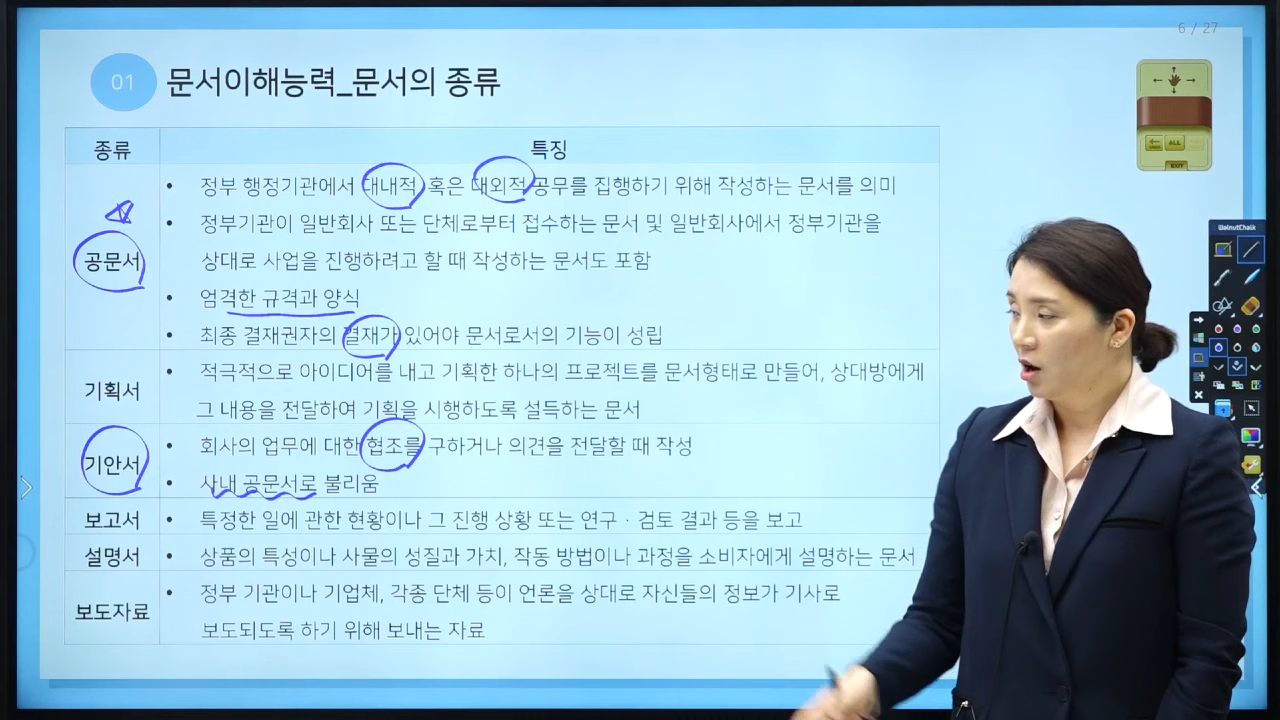 6 / 27
01 문서이해능력_문서의 종류
종류 특징
공문서
• 정부 행정기관에서 대내적 혹은 대외적 공무를 집행하기 위해 작성하는 문서를 의미
• 정부기관이 일반회사 또는 단체로부터 접수하는 문서 및 일반회사에서 정부기관을
상대로 사업을 진행하려고 할 때 작성하는 문서도 포함
• 엄격한 규격과 양식
• 최종 결재권자의 결재가 있어야 문서로서의 기능이 성립
기획서
• 적극적으로 아이디어를 내고 기획한 하나의 프로젝트를 문서형태로 만들어, 상대방에게
그 내용을 전달하여 기획을 시행하도록 설득하는 문서
기안서
• 회사의 업무에 대한 협조를 구하거나 의견을 전달할 때 작성
• 사내 공문서로 불리움
보고서
• 특정한 일에 관한 현황이나 그 진행 상황 또는 연구 · 검토 결과 등을 보고
설명서
• 상품의 특성이나 사물의 성질과 가치, 작동 방법이나 과정을 소비자에게 설명하는 문서
보도자료
• 정부 기관이나 기업체, 각종 단체 등이 언론을 상대로 자신들의 정보가 기사로
보도되도록 하기 위해 보내는 자료
ALL
EXIT
WalnutChalk